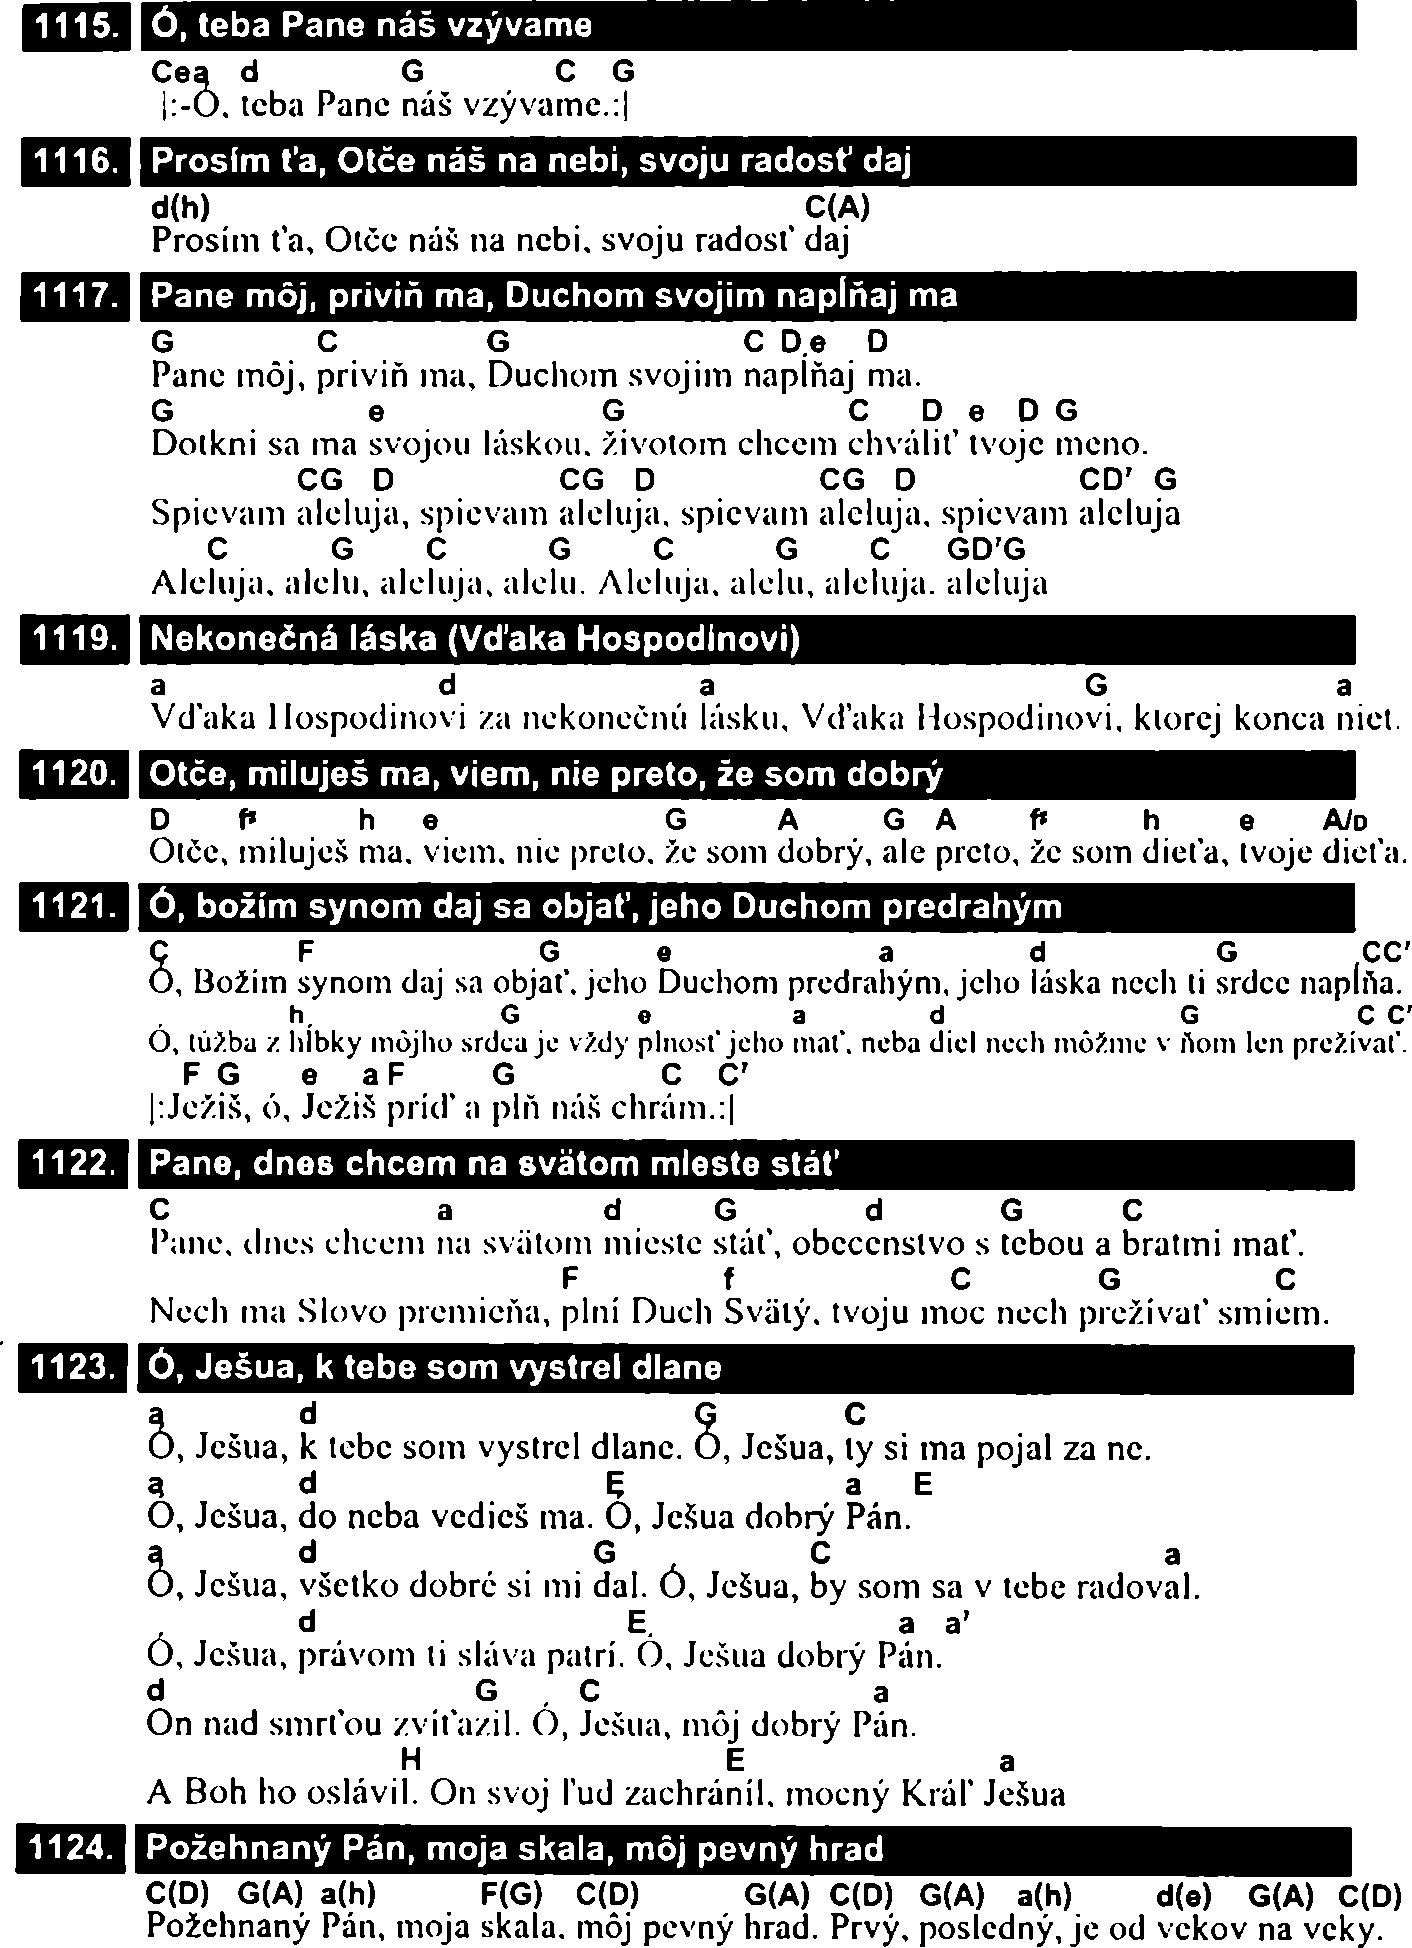 1115. Ó, teba Pane náš vzývame
Cea d G C G
|:-Ó, teba Pane náš vzývame.:|
1116. Prosím ťa, Otče náš na nebi, svoju radosť daj
d(h) C(A)
Prosím ťa, Otče náš na nebi, svoju radosť daj
1117. Pane môj, priviň ma, Duchom svojim napĺňaj ma
G C G C D e D
Pane môj, priviň ma, Duchom svojim napĺňaj ma.
G e G C D e D G
Dotkni sa ma svojou láskou, životom chcem chváliť tvoje meno.
CG D CG D CG D CD' G
Spievam aleluja, spievam aleluja, spievam aleluja, spievam aleluja
C G C G C G C GD'G
Aleluja, alelu, aleluja, alelu. Aleluja, alelu, aleluja. aleluja
1119. Nekonečná láska (Vďaka Hospodinovi)
a d a G a
Vďaka Hospodinovi za nekonečnú lásku, Vďaka Hospodinovi, ktorej konca niet.
1120. Otče, miluješ ma, viem, nie preto, že som dobrý
D h e G A G A h e A/D
Otče, miluješ ma, viem, nie preto, že som dobrý, ale preto, že som dieťa, tvoje dieťa.
1121. Ó, božím synom daj sa objať, jeho Duchom predrahým
C F G e a d G CC'
Ó, Božím synom daj sa objať, jeho Duchom predrahým, jeho láska nech ti srdce napĺňa.
h G e a d G C C'
Ó, túžba z hĺbky môjho srdca je vždy plnosť jeho mať, neba diel nech môžme v ňom len prežívať.
F G e a F G C C'
|:Ježiš, ó, Ježiš príď a plň náš chrám.:|
1122. Pane, dnes chcem na svätom mieste stáť
C a d G d G C
Pane, dnes chcem na svätom mieste stáť, obecenstvo s tebou a bratmi mať.
F f C G C
Nech ma Slovo premieňa, plní Duch Svätý, tvoju moc nech prežívať smiem.
1123. Ó, Ješua, k tebe som vystrel dlane
a d G C
Ó, Ješua, k tebe som vystrel dlane. Ó, Ješua, ty si ma pojal za ne.
a d E a E
Ó, Ješua, do neba vedieš ma. Ó, Ješua dobrý Pán.
a d G C a
Ó, Ješua, všetko dobré si mi dal. Ó, Ješua, by som sa v tebe radoval.
d E a a'
Ó, Ješua, právom ti sláva patrí. Ó, Ješua dobrý Pán.
d G C a
On nad smrťou zvíťazil. Ó, Ješua, môj dobrý Pán.
H E a
A Boh ho oslávil. On svoj ľud zachránil, mocný Kráľ Ješua
1124. Požehnaný Pán, moja skala, môj pevný hrad
C(D) G(A) a(h) F(G) C(D) G(A) C(D) G(A) a(h) d(e) G(A) C(D)
Požehnaný Pán, moja skala, môj pevný hrad. Prvý, posledný, je od vekov na veky.